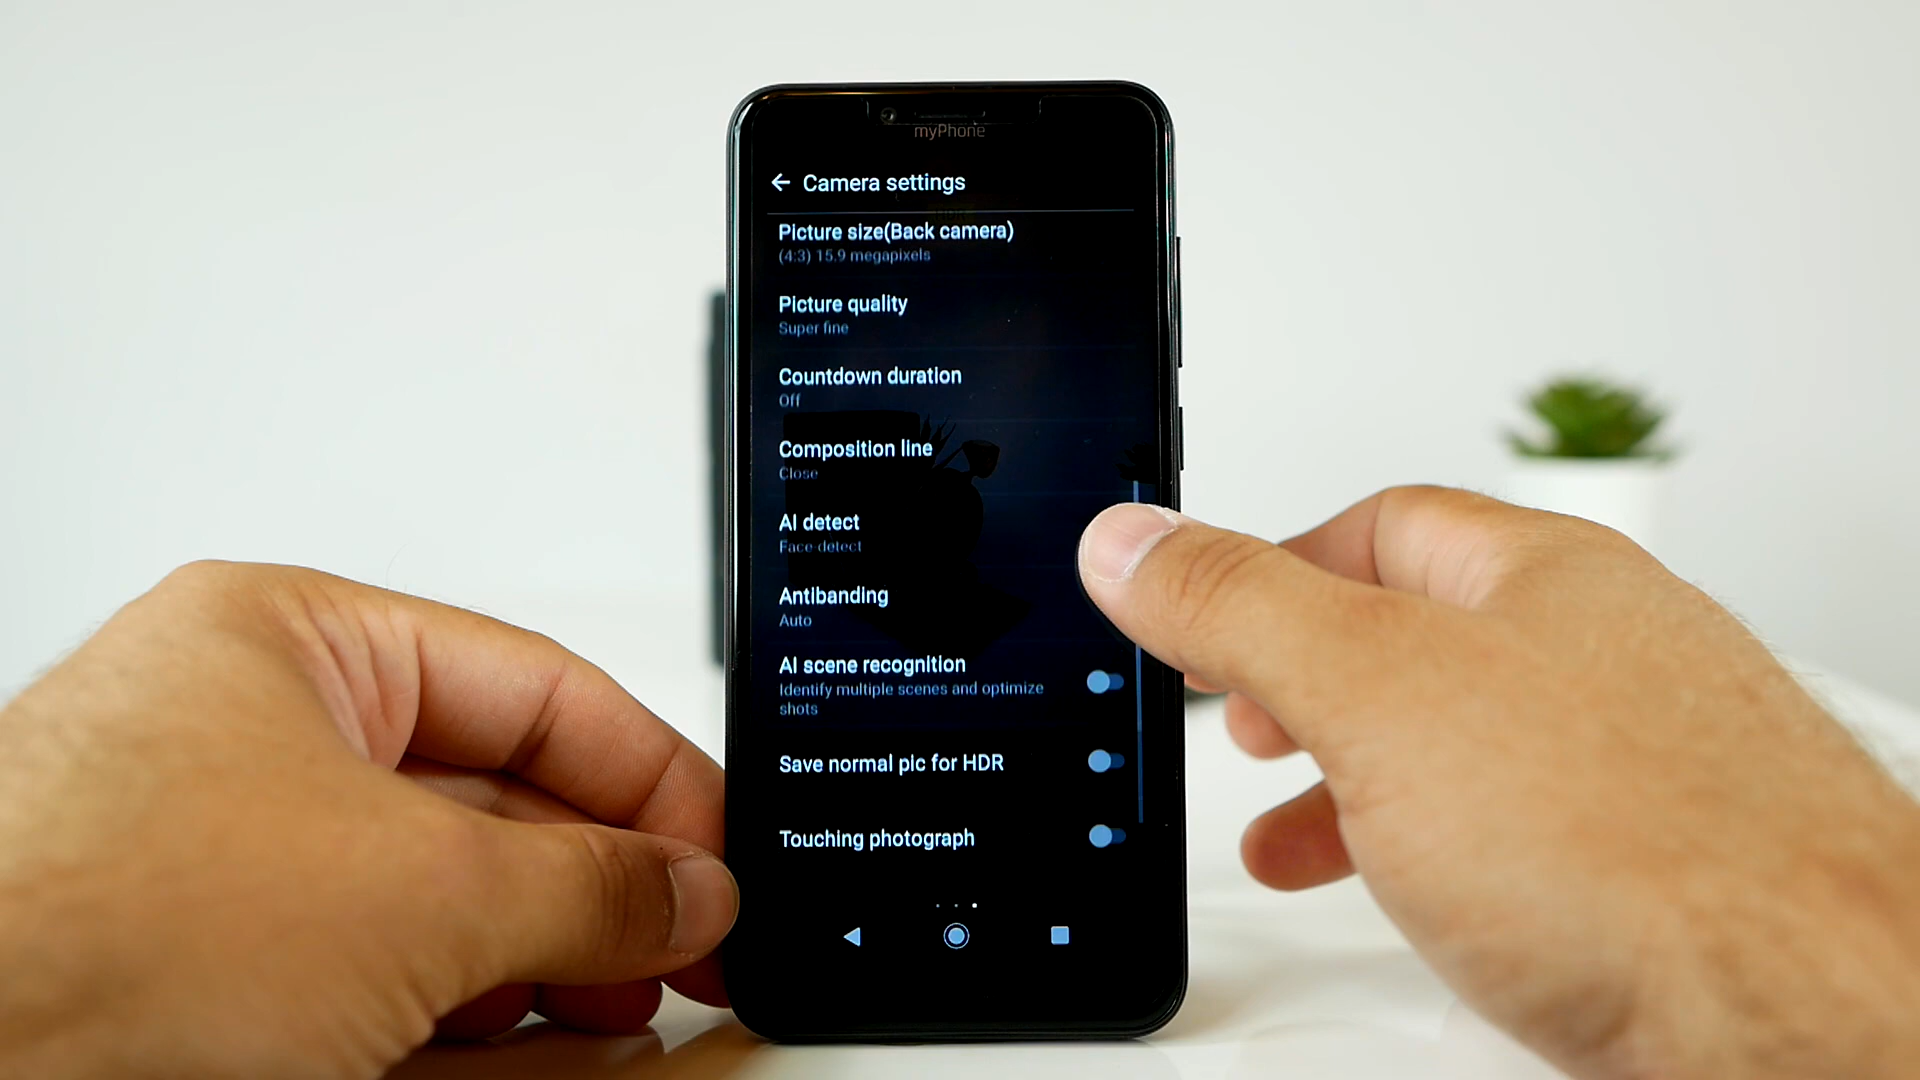 myPhone
Camera settings
Picture size(Back camera)
(4:3) 15.9 megapixels
Picture quality
Super fine
Countdown duration
Off
Composition line
Close
AI detect
Face detect
Antibanding
Auto
AI scene recognition
Identify multiple scenes and optimize
shots
Save normal pic for HDR
Touching photograph